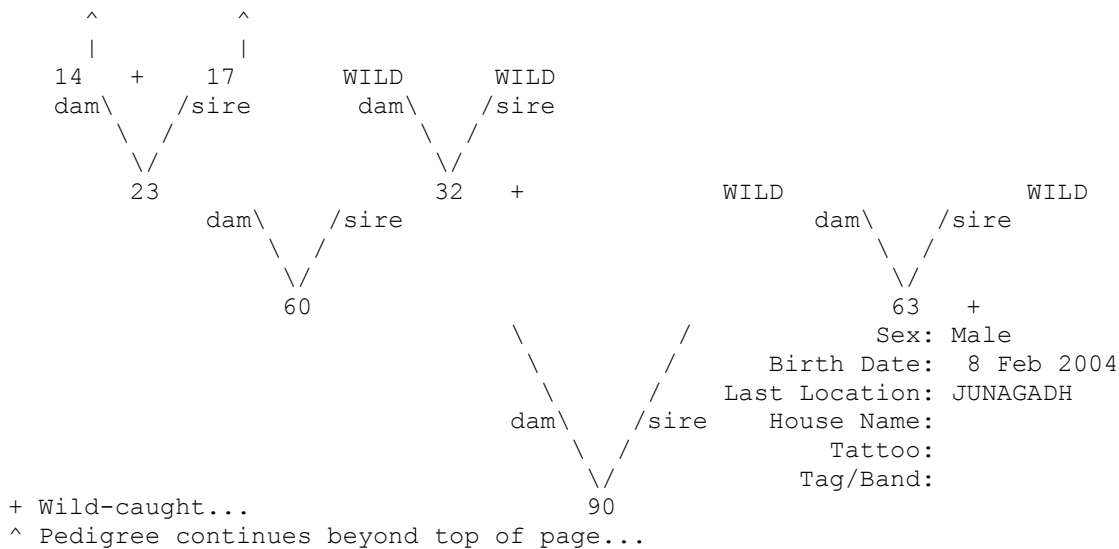 ^            ^
     |            |
   14   +     17         WILD      WILD
   dam\     /sire         dam\     /sire
       \   /                  \   /
        \/                     \/
        23                     32   +             WILD                 WILD
             dam\     /sire                             dam\     /sire
                 \   /                                      \   /
                  \/                                         \/
                  60                                         63   +
                                 \          /               Sex: Male
                                  \        /         Birth Date:  8 Feb 2004
                                   \      /       Last Location: JUNAGADH
                                 dam\    /sire       House Name:
                                     \  /                Tattoo:
                                      \/               Tag/Band:
+ Wild-caught...                      90
^ Pedigree continues beyond top of page...